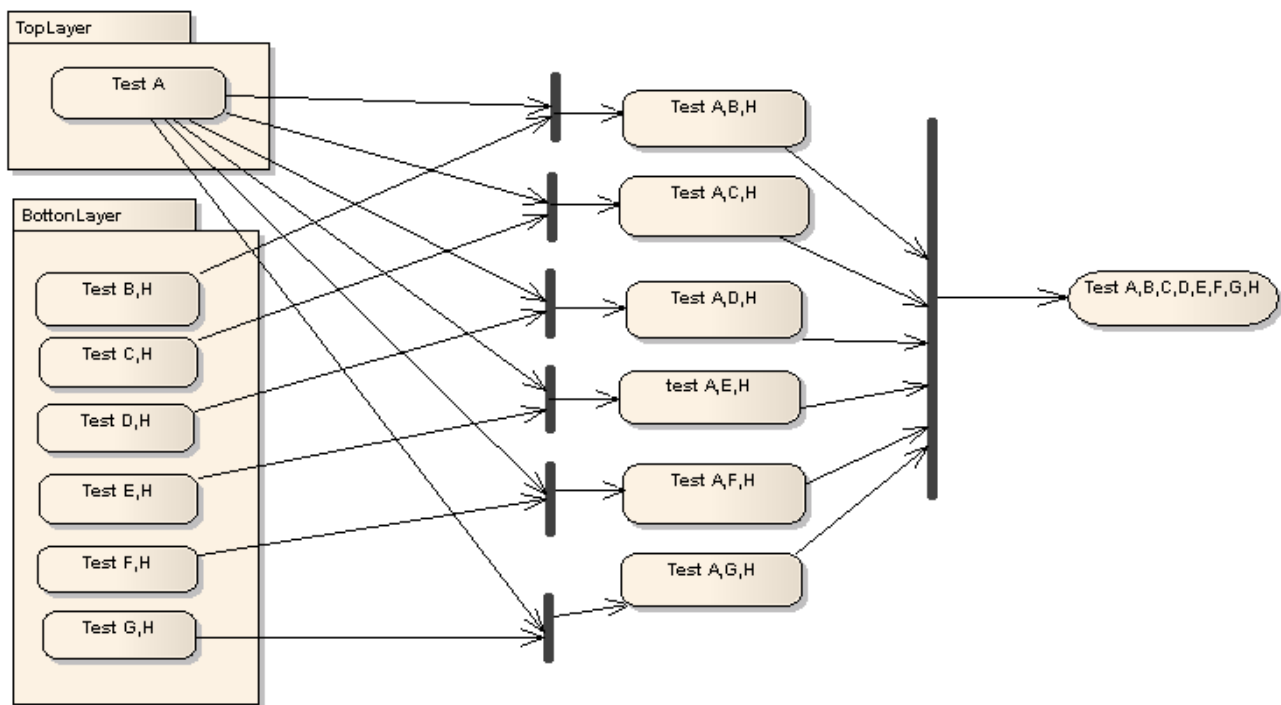 TopLayer
Test A
BottonLayer
Test B,H
Test C,H
Test D,H
Test E,H
Test F,H
Test G,H
Test A,B,H
Test A,C,H
Test A,D,H
test A,E,H
Test A,F,H
Test A,G,H
Test A,B,C,D,E,F,G,H